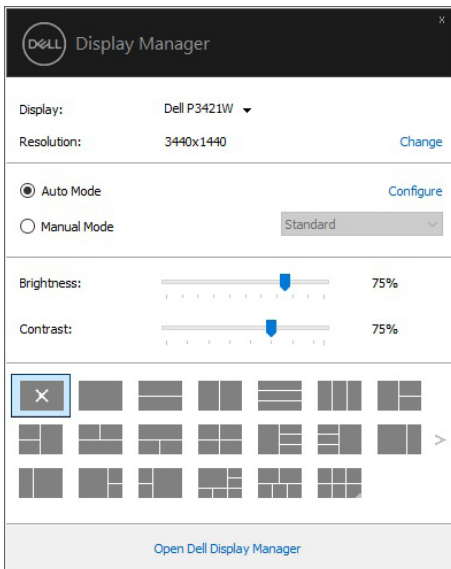 x
DELL Display Manager
Display: Dell P3421W
Resolution: 3440x1440 Change
Auto Mode Configure
Manual Mode Standard
Brightness: 75%
Contrast: 75%
Open Dell Display Manager